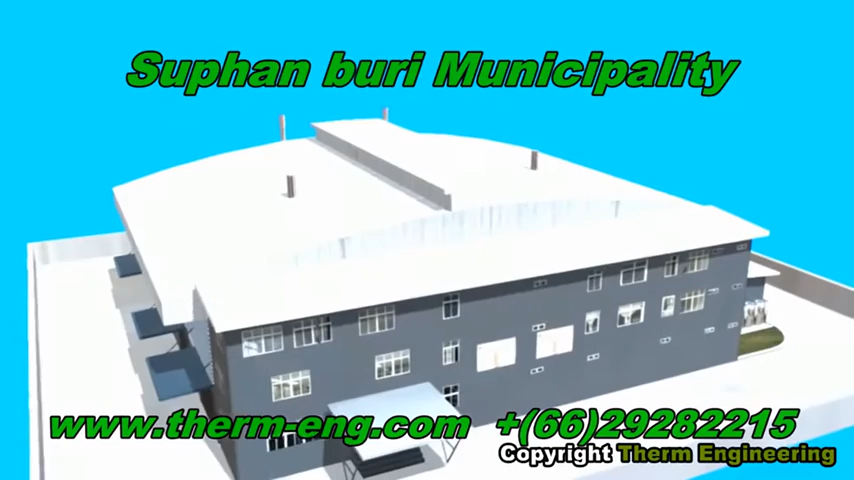 Suphan buri Municipality
www.therm-eng.com +(66)29282215
Copyright Therm Engineering